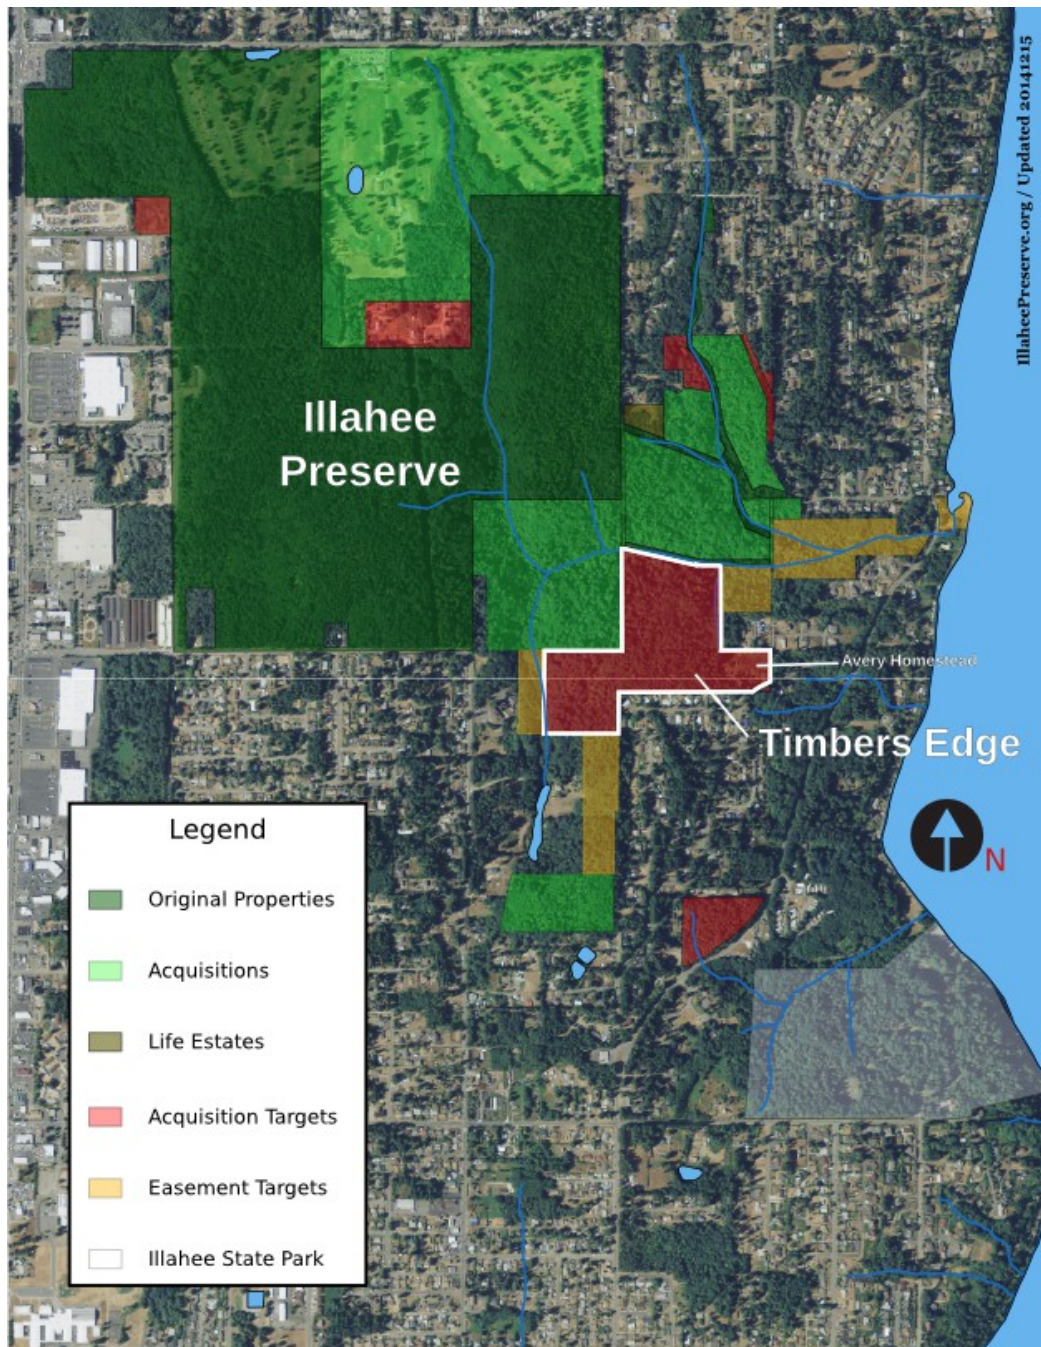 IllaheePreserve.org / Updated 20141215
Illahee
Preserve
Avery Homestead
Timbers Edge
N
Legend
Original Properties
Acquisitions
Life Estates
Acquisition Targets
Easement Targets
Illahee State Park